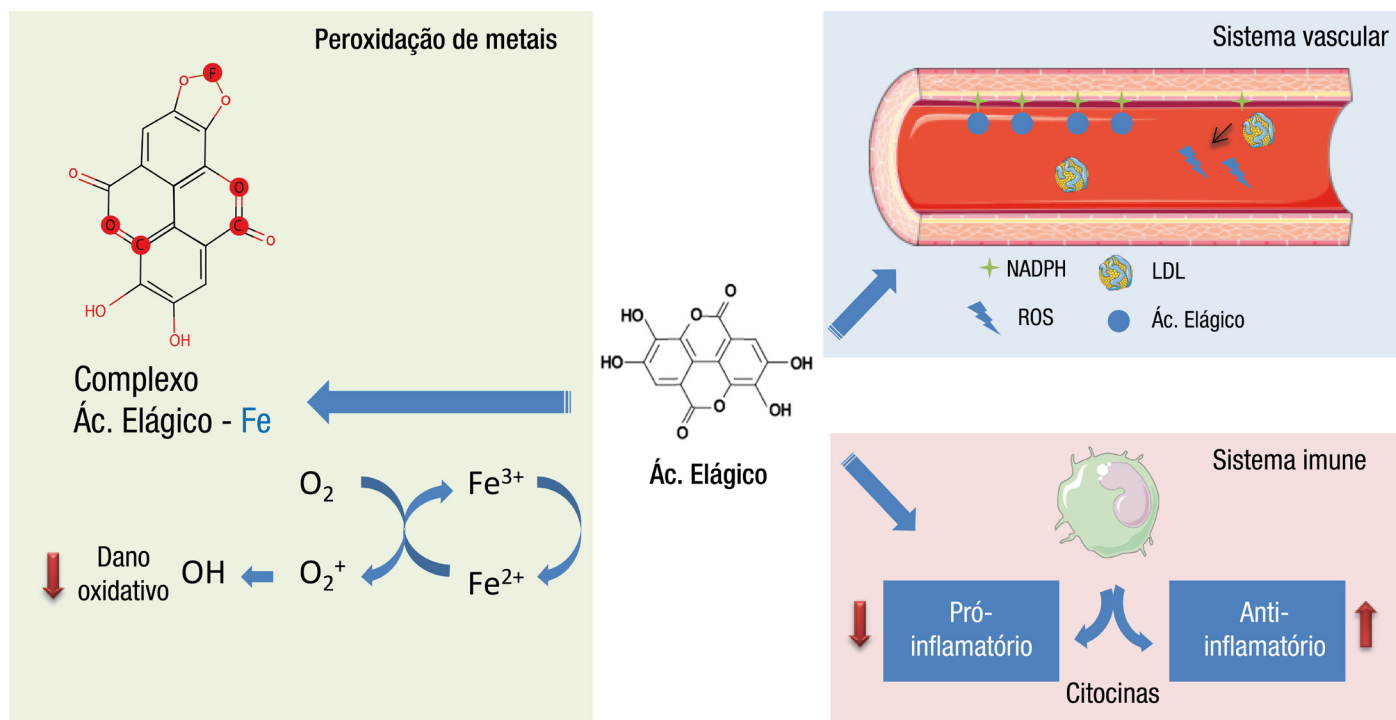 Peroxidação de metais
F
O
O
O
O
O
C
C
O
HO
OH
Complexo
Ác. Elágico - Fe
O₂
Fe³⁺
Dano
oxidativo
OH
O₂⁺
Fe²⁺
O
O
HO
HO
OH
OH
O
O
Ác. Elágico
Sistema vascular
NADPH
LDL
ROS
Ác. Elágico
Sistema imune
Pró-
inflamatório
Anti-
inflamatório
Citocinas